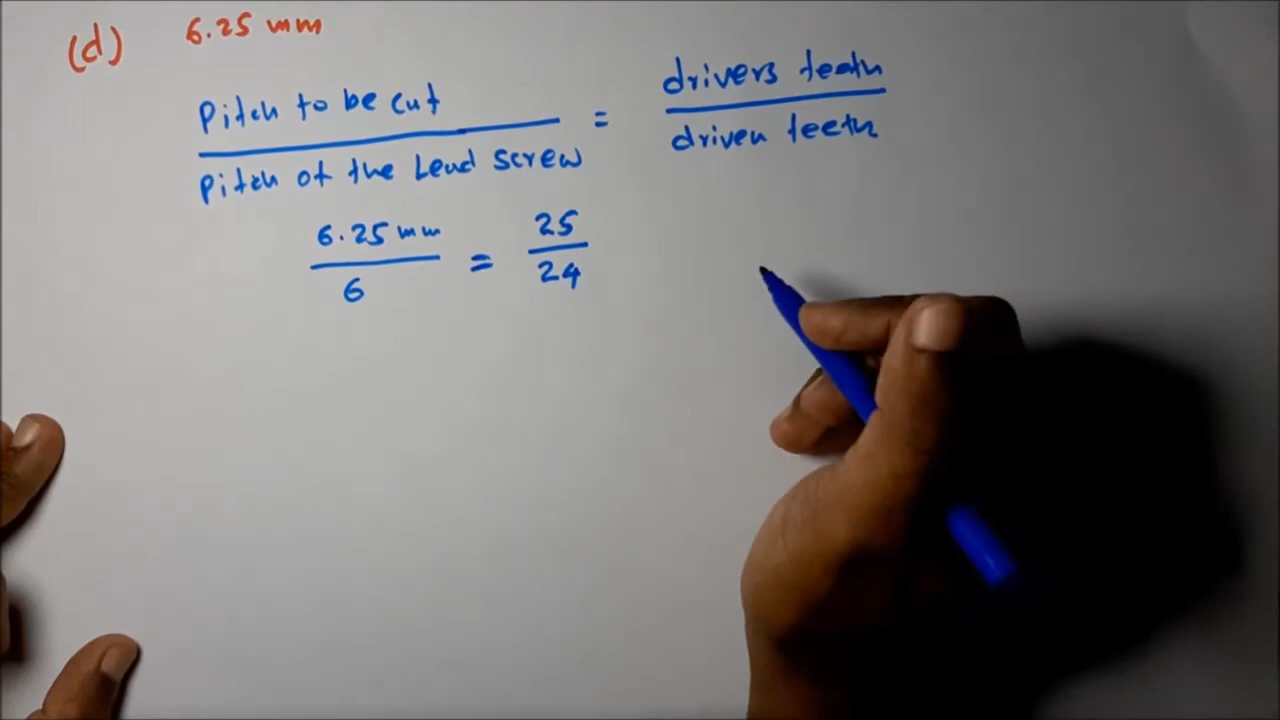 (d) 6.25 mm
Pitch to be cut / Pitch of the Lead screw = drivers teeth / driven teeth
6.25 mm / 6 = 25 / 24